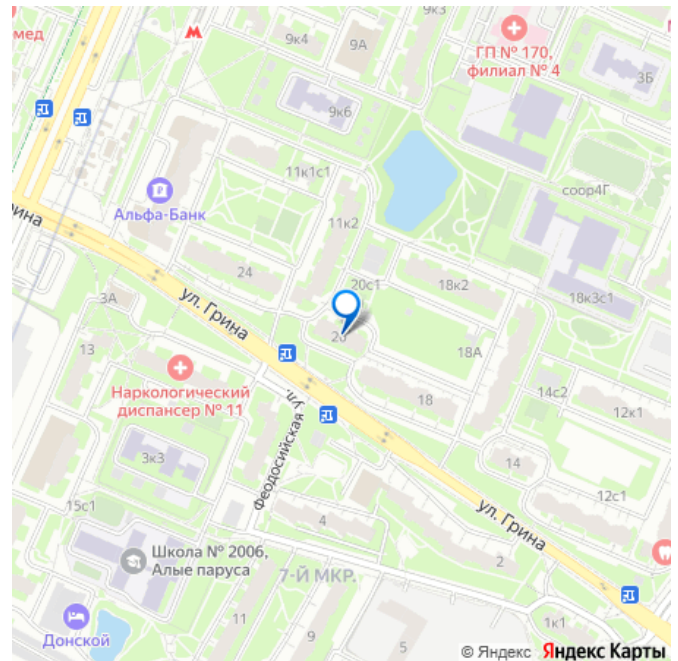 9к3
мед
9к4
9А
ГП № 170,
филиал № 4
3Б
9к6
11к1с1
соор4Г
Альфа-Банк
11к2
ина
24
20с1
18к2
18к3с1
3А
ул. Грина
20
13
18А
Наркологический
диспансер № 11
18
14с2
12к1
Феодосийская ул.
3к3
14
12с1
15с1
ул. Грина
4
Школа № 2006,
Алые паруса
7-Й МКР.
2
11
9
5
1к1
Донской
© Яндекс Яндекс Карты